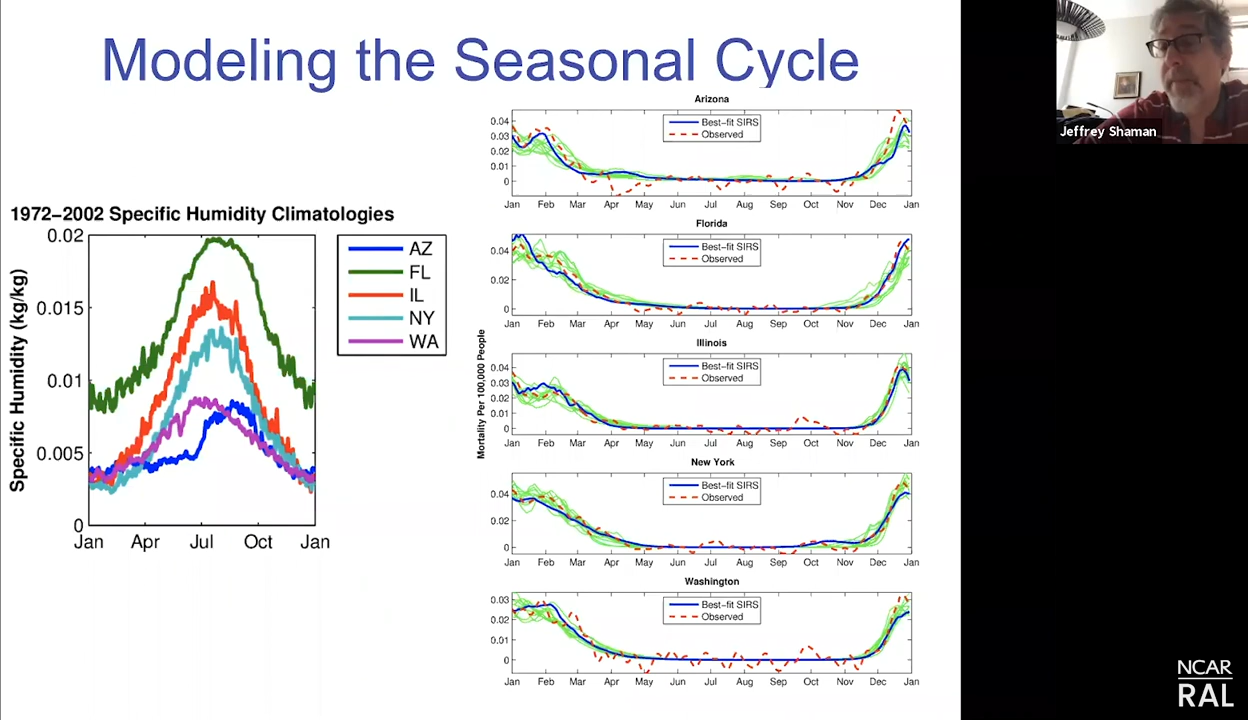 Modeling the Seasonal Cycle
1972–2002 Specific Humidity Climatologies
Specific Humidity (kg/kg)
0.02
0.015
0.01
0.005
0
Jan Apr Jul Oct Jan
AZ
FL
IL
NY
WA
Mortality Per 100,000 People
Arizona
Best–fit SIRS
Observed
0.04
0.03
0.02
0.01
0
Jan Feb Mar Apr May Jun Jul Aug Sep Oct Nov Dec Jan
Florida
Best–fit SIRS
Observed
0.04
0.02
0
Jan Feb Mar Apr May Jun Jul Aug Sep Oct Nov Dec Jan
Illinois
Best–fit SIRS
Observed
0.04
0.03
0.02
0.01
0
Jan Feb Mar Apr May Jun Jul Aug Sep Oct Nov Dec Jan
New York
Best–fit SIRS
Observed
0.04
0.02
0
Jan Feb Mar Apr May Jun Jul Aug Sep Oct Nov Dec Jan
Washington
Best–fit SIRS
Observed
0.03
0.02
0.01
0
Jan Feb Mar Apr May Jun Jul Aug Sep Oct Nov Dec Jan
Jeffrey Shaman
NCAR
RAL